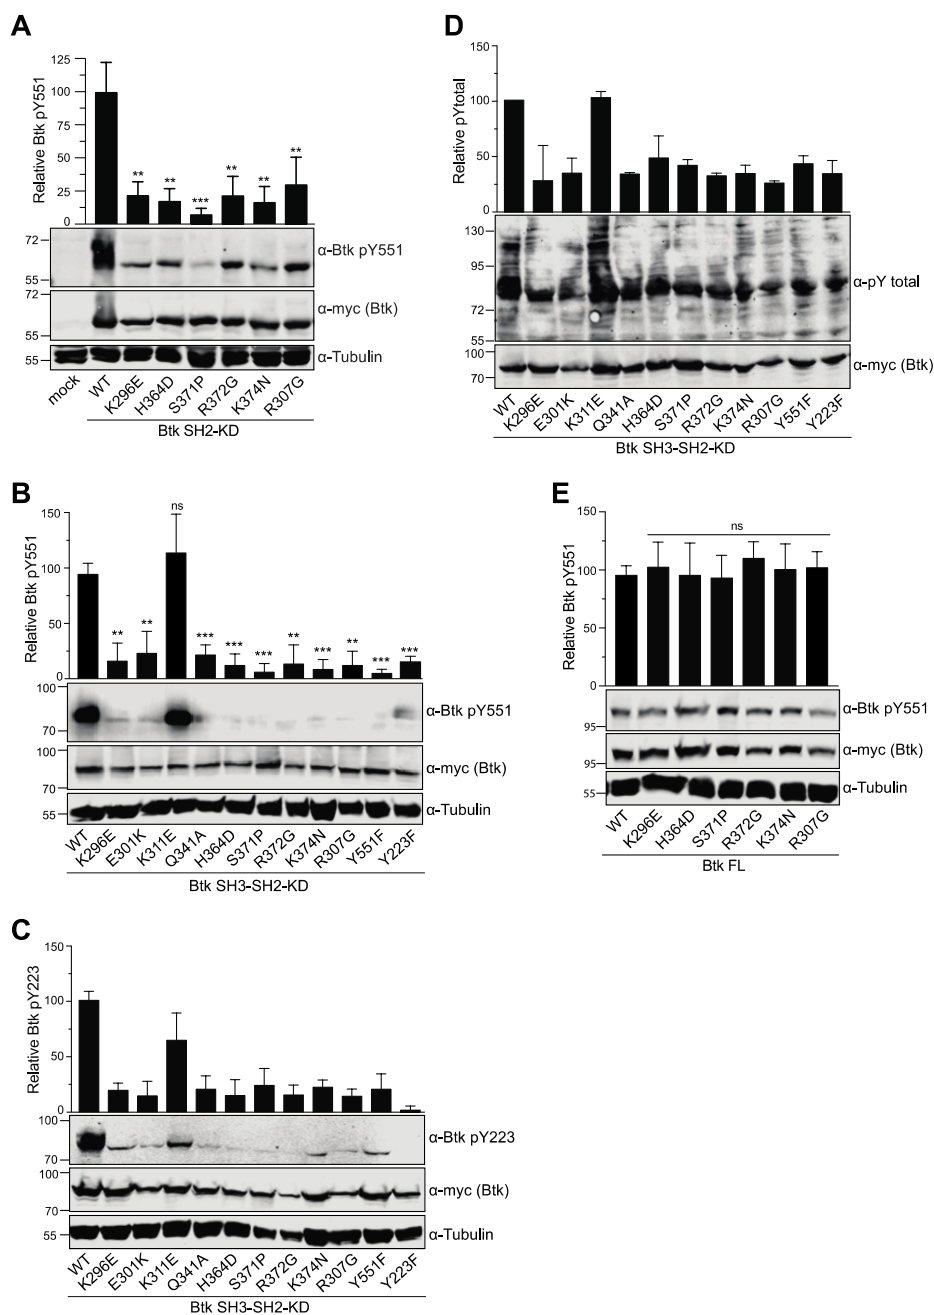 A
Relative Btk pY551
125
100
75
50
25
0
** ** *** ** ** **
72
55
α-Btk pY551
72
55
α-myc (Btk)
55
α-Tubulin
mock WT K296E H364D S371P R372G K374N R307G
Btk SH2-KD
D
Relative pYtotal
150
100
50
0
130
95
72
55
α-pY total
100
70
α-myc (Btk)
WT K296E E301K K311E Q341A H364D S371P R372G K374N R307G Y551F Y223F
Btk SH3-SH2-KD
B
Relative Btk pY551
150
100
50
0
** ** ns *** *** *** ** *** ** *** ***
100
70
α-Btk pY551
100
70
α-myc (Btk)
55
α-Tubulin
WT K296E E301K K311E Q341A H364D S371P R372G K374N R307G Y551F Y223F
Btk SH3-SH2-KD
E
Relative Btk pY551
150
100
50
0
ns
95
α-Btk pY551
95
α-myc (Btk)
55
α-Tubulin
WT K296E H364D S371P R372G K374N R307G
Btk FL
C
Relative Btk pY223
150
100
50
0
100
70
α-Btk pY223
100
70
α-myc (Btk)
55
α-Tubulin
WT K296E E301K K311E Q341A H364D S371P R372G K374N R307G Y551F Y223F
Btk SH3-SH2-KD